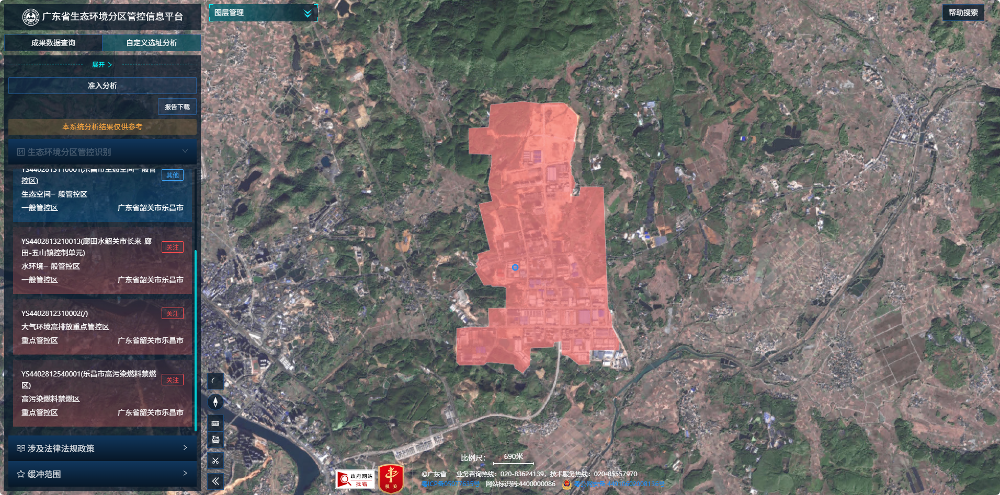 广东省生态环境分区管控信息平台
图层管理
帮助搜索
成果数据查询
自定义选址分析
展开 >
准入分析
报告下载
本系统分析结果仅供参考
生态环境分区管控识别
YS4402813110001(乐昌市生态空间一般管
控区)
其他
生态空间一般管控区
一般管控区 广东省韶关市乐昌市
YS4402813210013(廊田水韶关市长来-廊
田-五山镇控制单元)
关注
水环境一般管控区
一般管控区 广东省韶关市乐昌市
YS4402812310002(/)
关注
大气环境高排放重点管控区
重点管控区 广东省韶关市乐昌市
YS4402812540001(乐昌市高污染燃料禁燃
区)
关注
高污染燃料禁燃区
重点管控区 广东省韶关市乐昌市
涉及法律法规政策
缓冲范围
比例尺： 690米
政府网站
找错
机关
©广东省 业务咨询热线：020-83624139，技术服务热线：020-85557970
网站标识码:4400000086